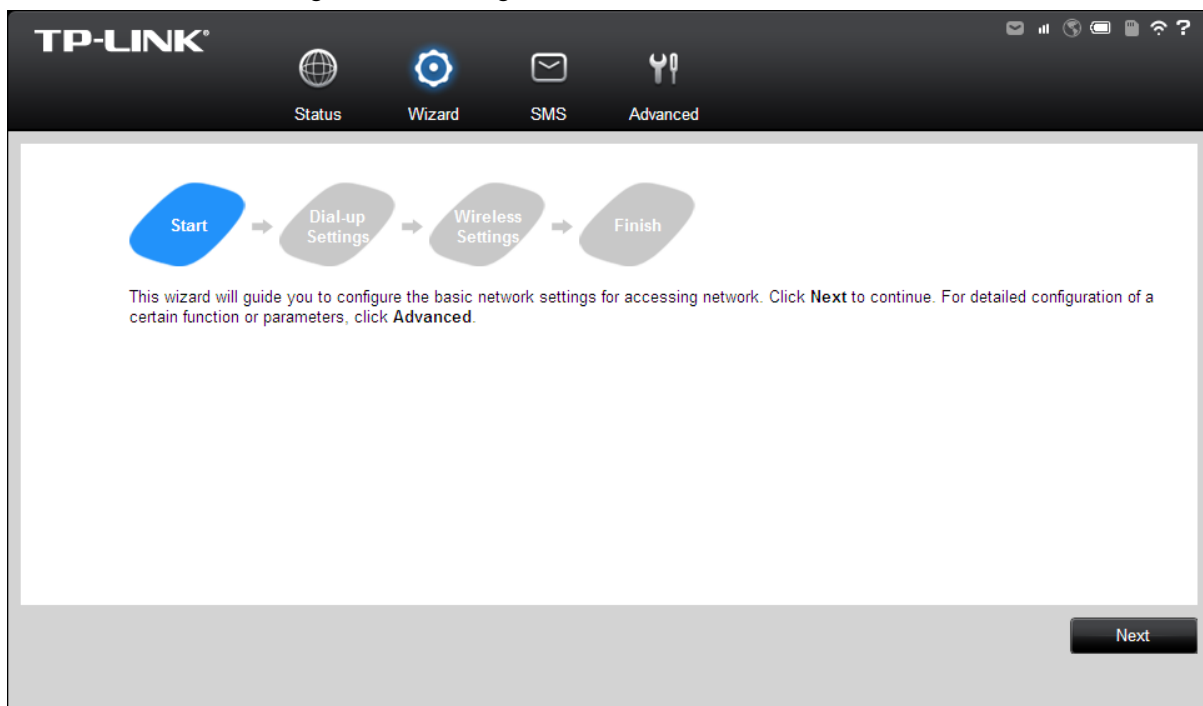 TP-LINK®
Status
Wizard
SMS
Advanced
?
Start
Dial-up
Settings
Wireless
Settings
Finish
This wizard will guide you to configure the basic network settings for accessing network. Click Next to continue. For detailed configuration of a
certain function or parameters, click Advanced.
Next